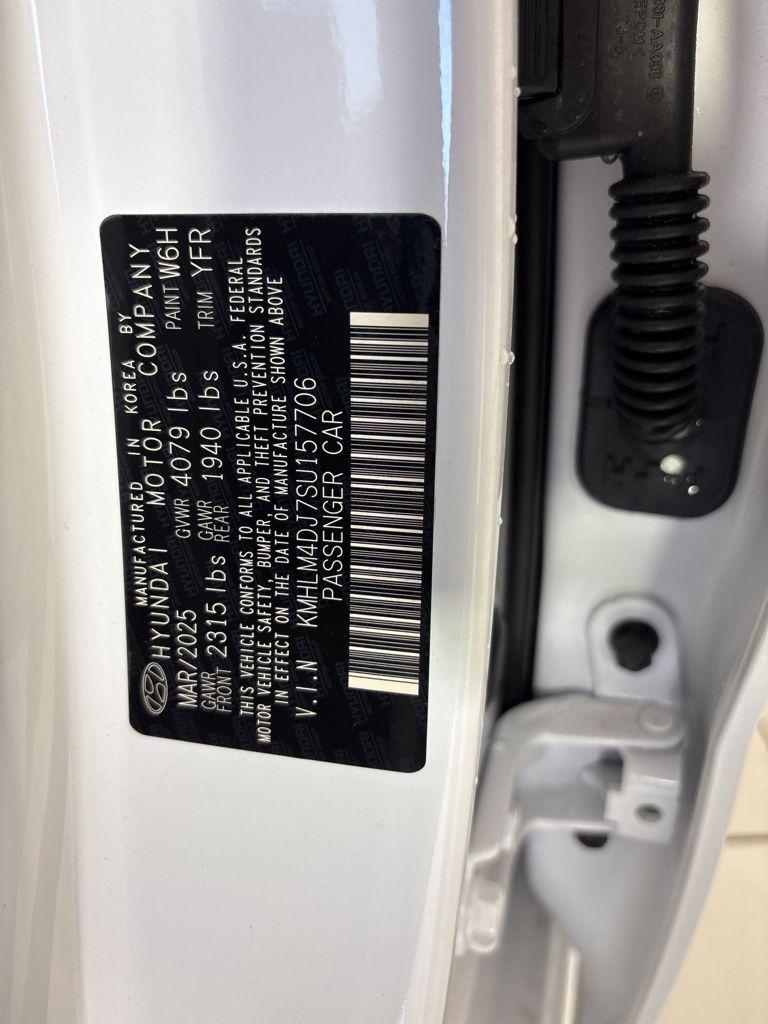 MANUFACTURED IN KOREA BY
HYUNDAI MOTOR COMPANY
MAR/2025 GVWR 4079 lbs PAINT W6H
GAWR FRONT 2315 lbs GAWR REAR 1940 lbs TRIM YFR
THIS VEHICLE CONFORMS TO ALL APPLICABLE U.S.A. FEDERAL
MOTOR VEHICLE SAFETY, BUMPER, AND THEFT PREVENTION STANDARDS
IN EFFECT ON THE DATE OF MANUFACTURE SHOWN ABOVE
V.I.N KMHLM4DJ7SU157706
PASSENGER CAR